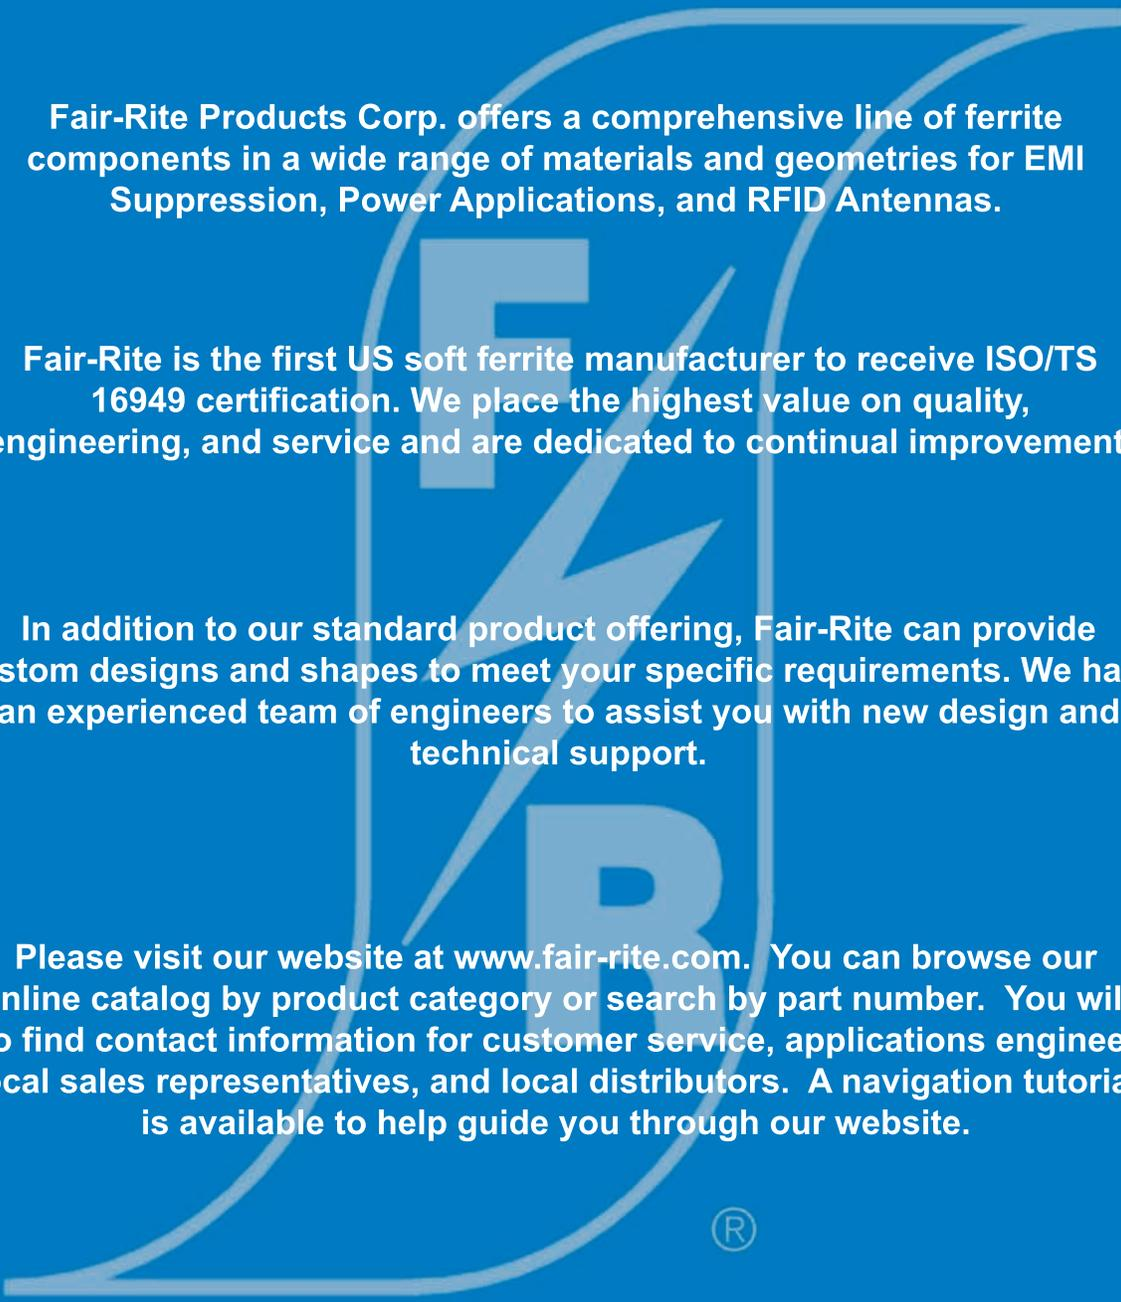 Fair-Rite Products Corp. offers a comprehensive line of ferrite
components in a wide range of materials and geometries for EMI
Suppression, Power Applications, and RFID Antennas.
F
Fair-Rite is the first US soft ferrite manufacturer to receive ISO/TS
16949 certification. We place the highest value on quality,
engineering, and service and are dedicated to continual improvement
In addition to our standard product offering, Fair-Rite can provide
stom designs and shapes to meet your specific requirements. We ha
an experienced team of engineers to assist you with new design and
technical support.
R
Please visit our website at www.fair-rite.com.  You can browse our
nline catalog by product category or search by part number.  You wil
o find contact information for customer service, applications enginee
cal sales representatives, and local distributors.  A navigation tutoria
is available to help guide you through our website.
®